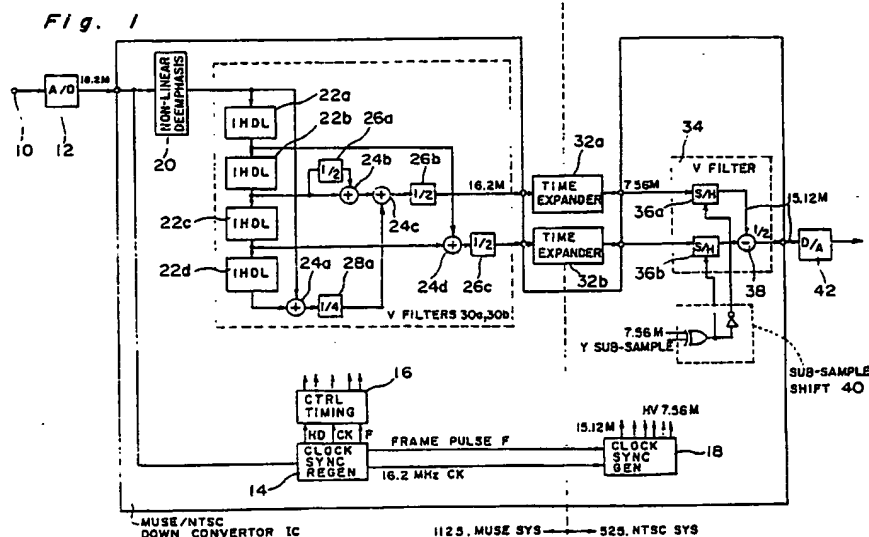 Fig. 1
10
A/D
12
16.2M
NON-LINEAR
DEEMPHASIS
20
1HDL
22a
1HDL
22b
1HDL
22c
1HDL
22d
1/2
26a
24b
24c
26b
1/2
16.2M
24d
1/2
26c
24a
28a
1/4
V FILTERS 30a,30b
32a
TIME
EXPANDER
TIME
EXPANDER
32b
7.56M
34
V FILTER
S/H
36a
15.12M
S/H
36b
1/2
38
D/A
42
7.56M
Y SUB-SAMPLE
SUB-SAMPLE
SHIFT 40
16
CTRL
TIMING
HD CK F
CLOCK
SYNC
REGEN
14
FRAME PULSE F
16.2 MHz CK
15.12M
HV 7.56M
CLOCK
SYNC
GEN
18
MUSE/NTSC
DOWN CONVERTOR IC
1125, MUSE SYS
525, NTSC SYS